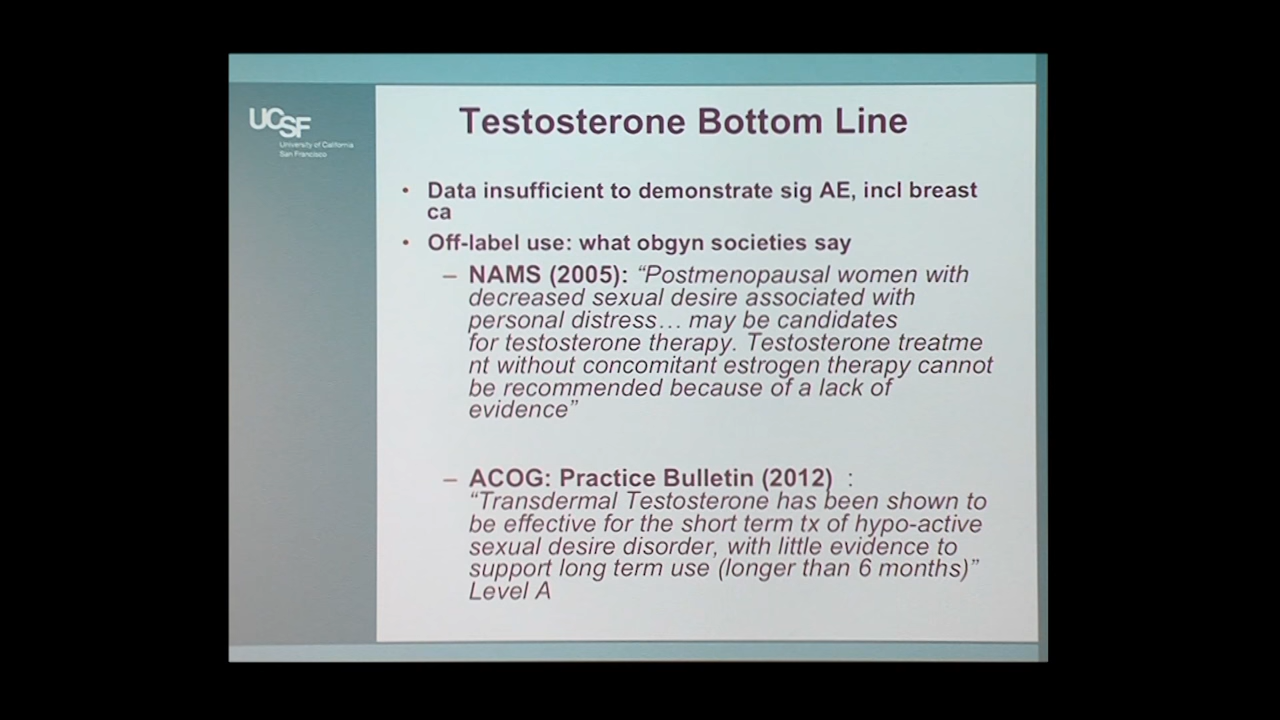 UCSF
University of California
San Francisco
Testosterone Bottom Line
• Data insufficient to demonstrate sig AE, incl breast
ca
• Off-label use: what obgyn societies say
– NAMS (2005): “Postmenopausal women with
decreased sexual desire associated with
personal distress… may be candidates
for testosterone therapy. Testosterone treatme
nt without concomitant estrogen therapy cannot
be recommended because of a lack of
evidence”
– ACOG: Practice Bulletin (2012) :
“Transdermal Testosterone has been shown to
be effective for the short term tx of hypo-active
sexual desire disorder, with little evidence to
support long term use (longer than 6 months)”
Level A